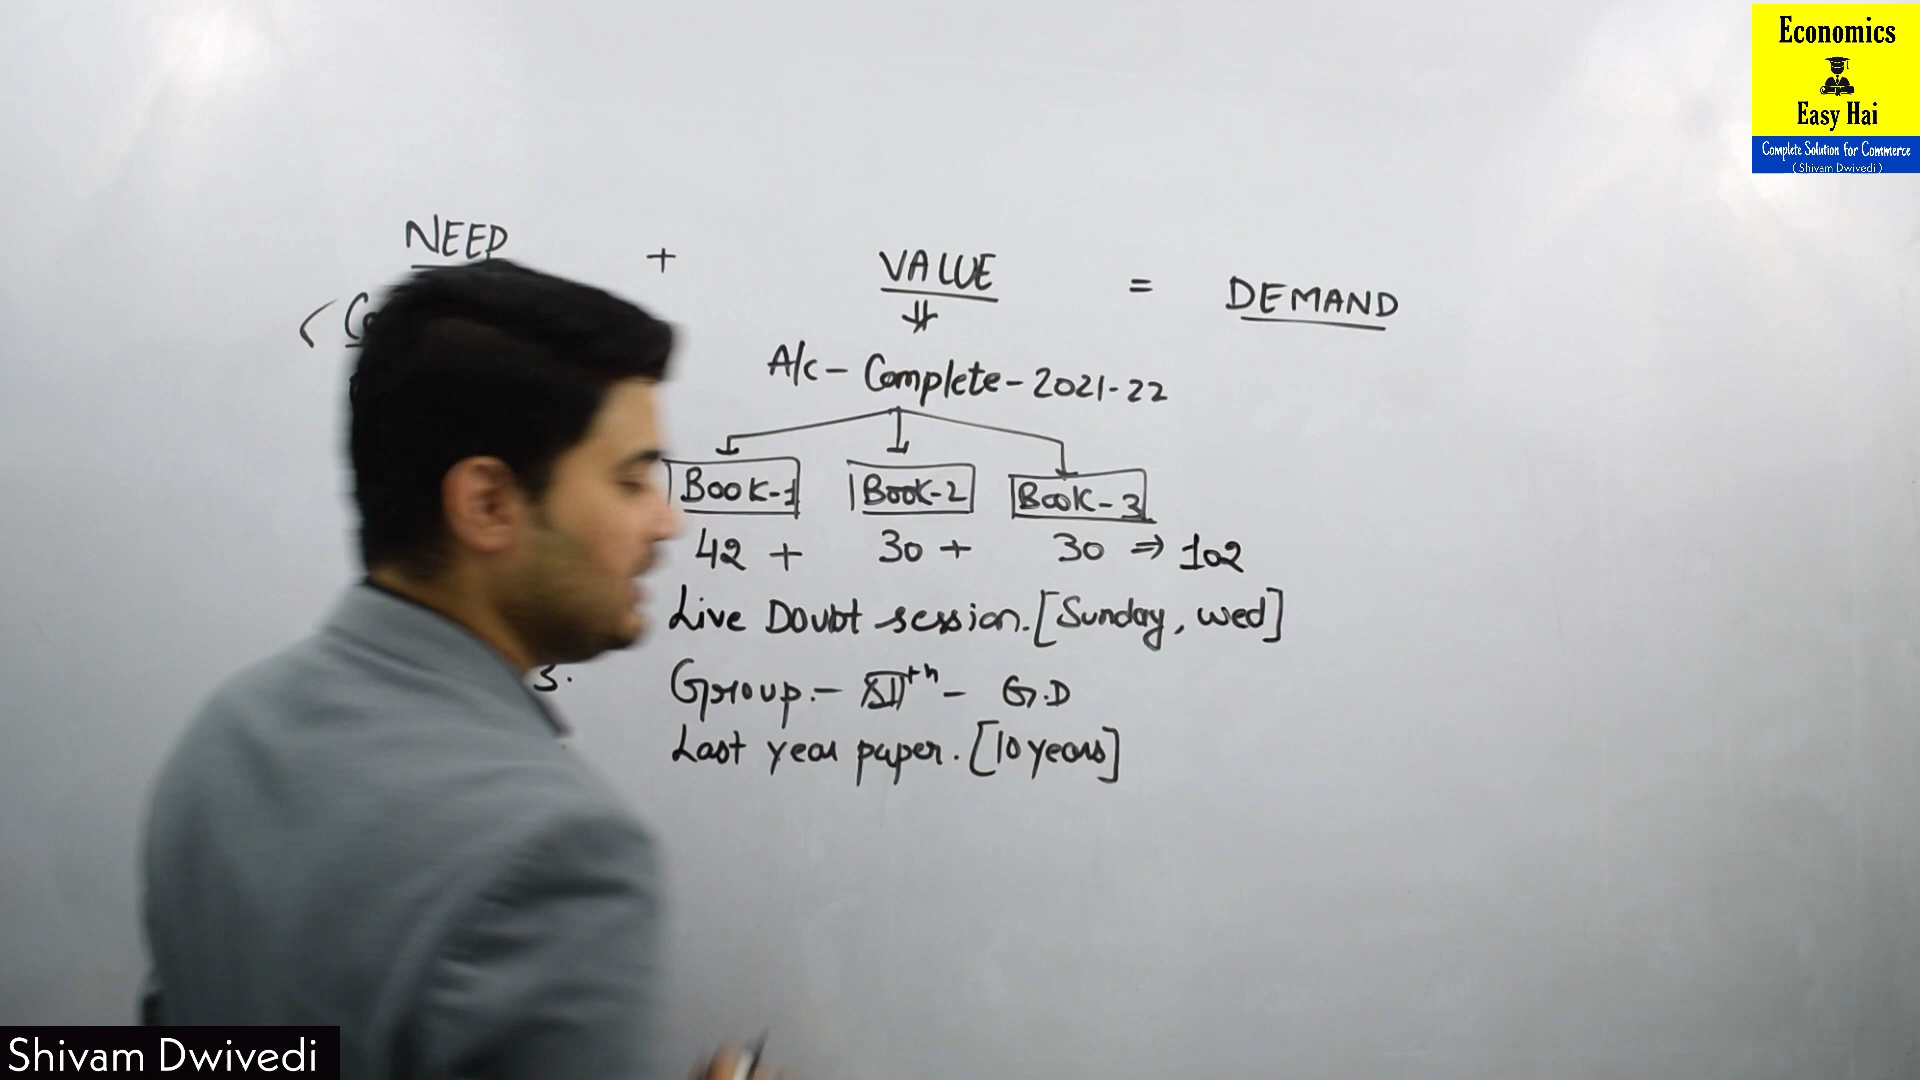 Economics
Easy Hai
Complete Solution for Commerce
(Shivam Dwivedi)
NEED + VALUE = DEMAND
A/c - Complete - 2021-22
Book-1 Book-2 Book-3
42 + 30 + 30 ⇒ 102
Live Doubt session. [Sunday, wed]
3. Group.- - G.D
Last year paper. [10 years]
Shivam Dwivedi